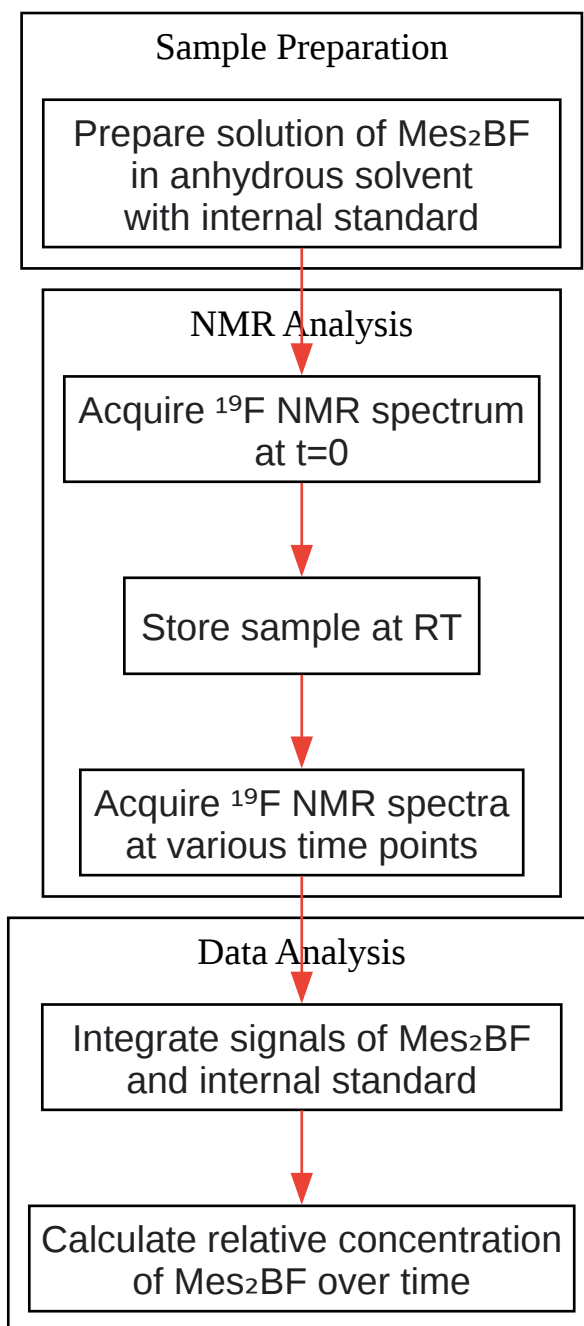 Sample Preparation
Prepare solution of Mes₂BF
in anhydrous solvent
with internal standard
NMR Analysis
Acquire ¹⁹F NMR spectrum
at t=0
Store sample at RT
Acquire ¹⁹F NMR spectra
at various time points
Data Analysis
Integrate signals of Mes₂BF
and internal standard
Calculate relative concentration
of Mes₂BF over time